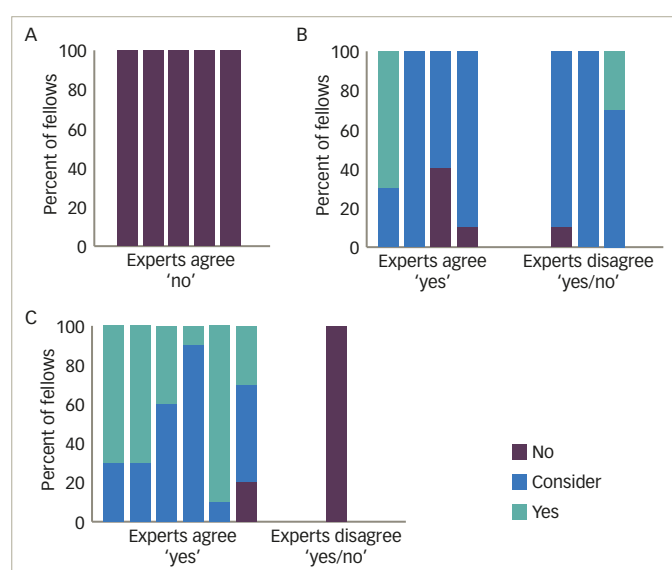 A
Percent of fellows
100
80
60
40
20
0
Experts agree
'no'
B
Percent of fellows
100
80
60
40
20
0
Experts agree
'yes'
Experts disagree
'yes/no'
C
Percent of fellows
100
80
60
40
20
0
Experts agree
'yes'
Experts disagree
'yes/no'
No
Consider
Yes